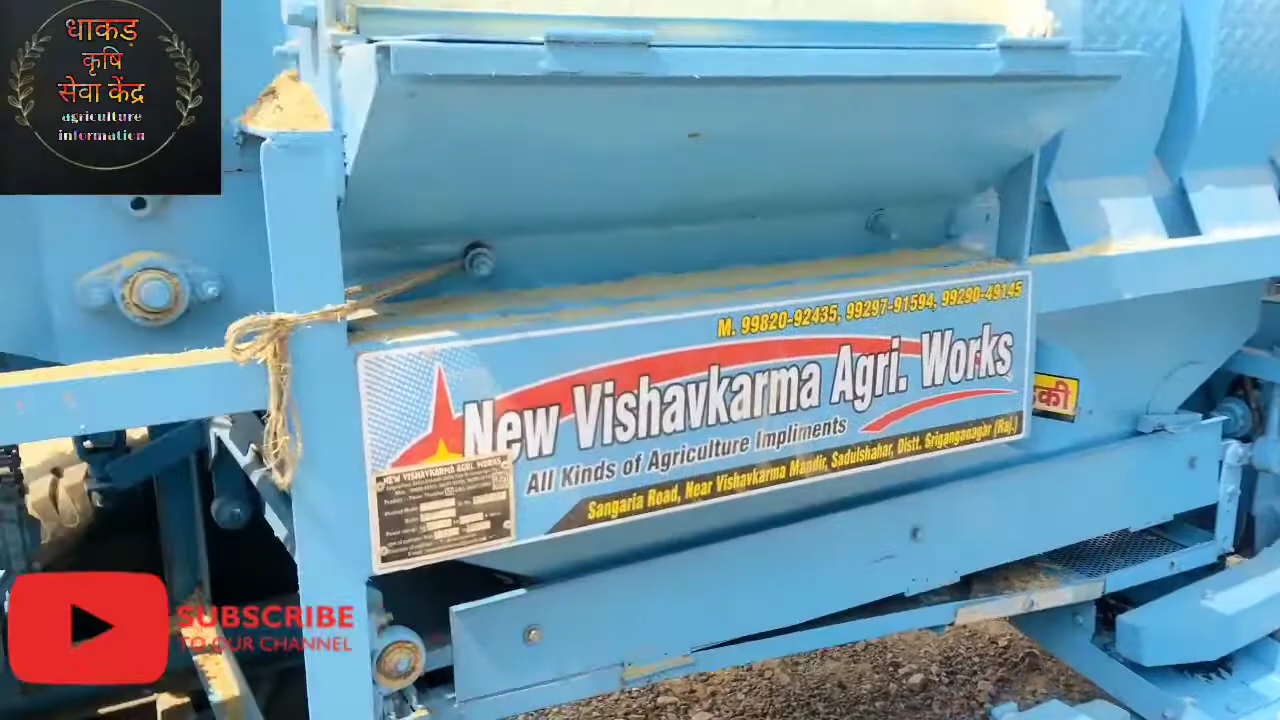 धाकड़
कृषि
सेवा केंद्र
agriculture
information
M. 99820-92435, 99297-91594, 99290-49145
New Vishavkarma Agri. Works
All Kinds of Agriculture Impliments
Sangaria Road, Near Vishavkarma Mandir, Sadulshahar, Distt. Sriganganagar (Raj.)
NEW VISHAVKARMA AGRI. WORKS
SUBSCRIBE
TO OUR CHANNEL